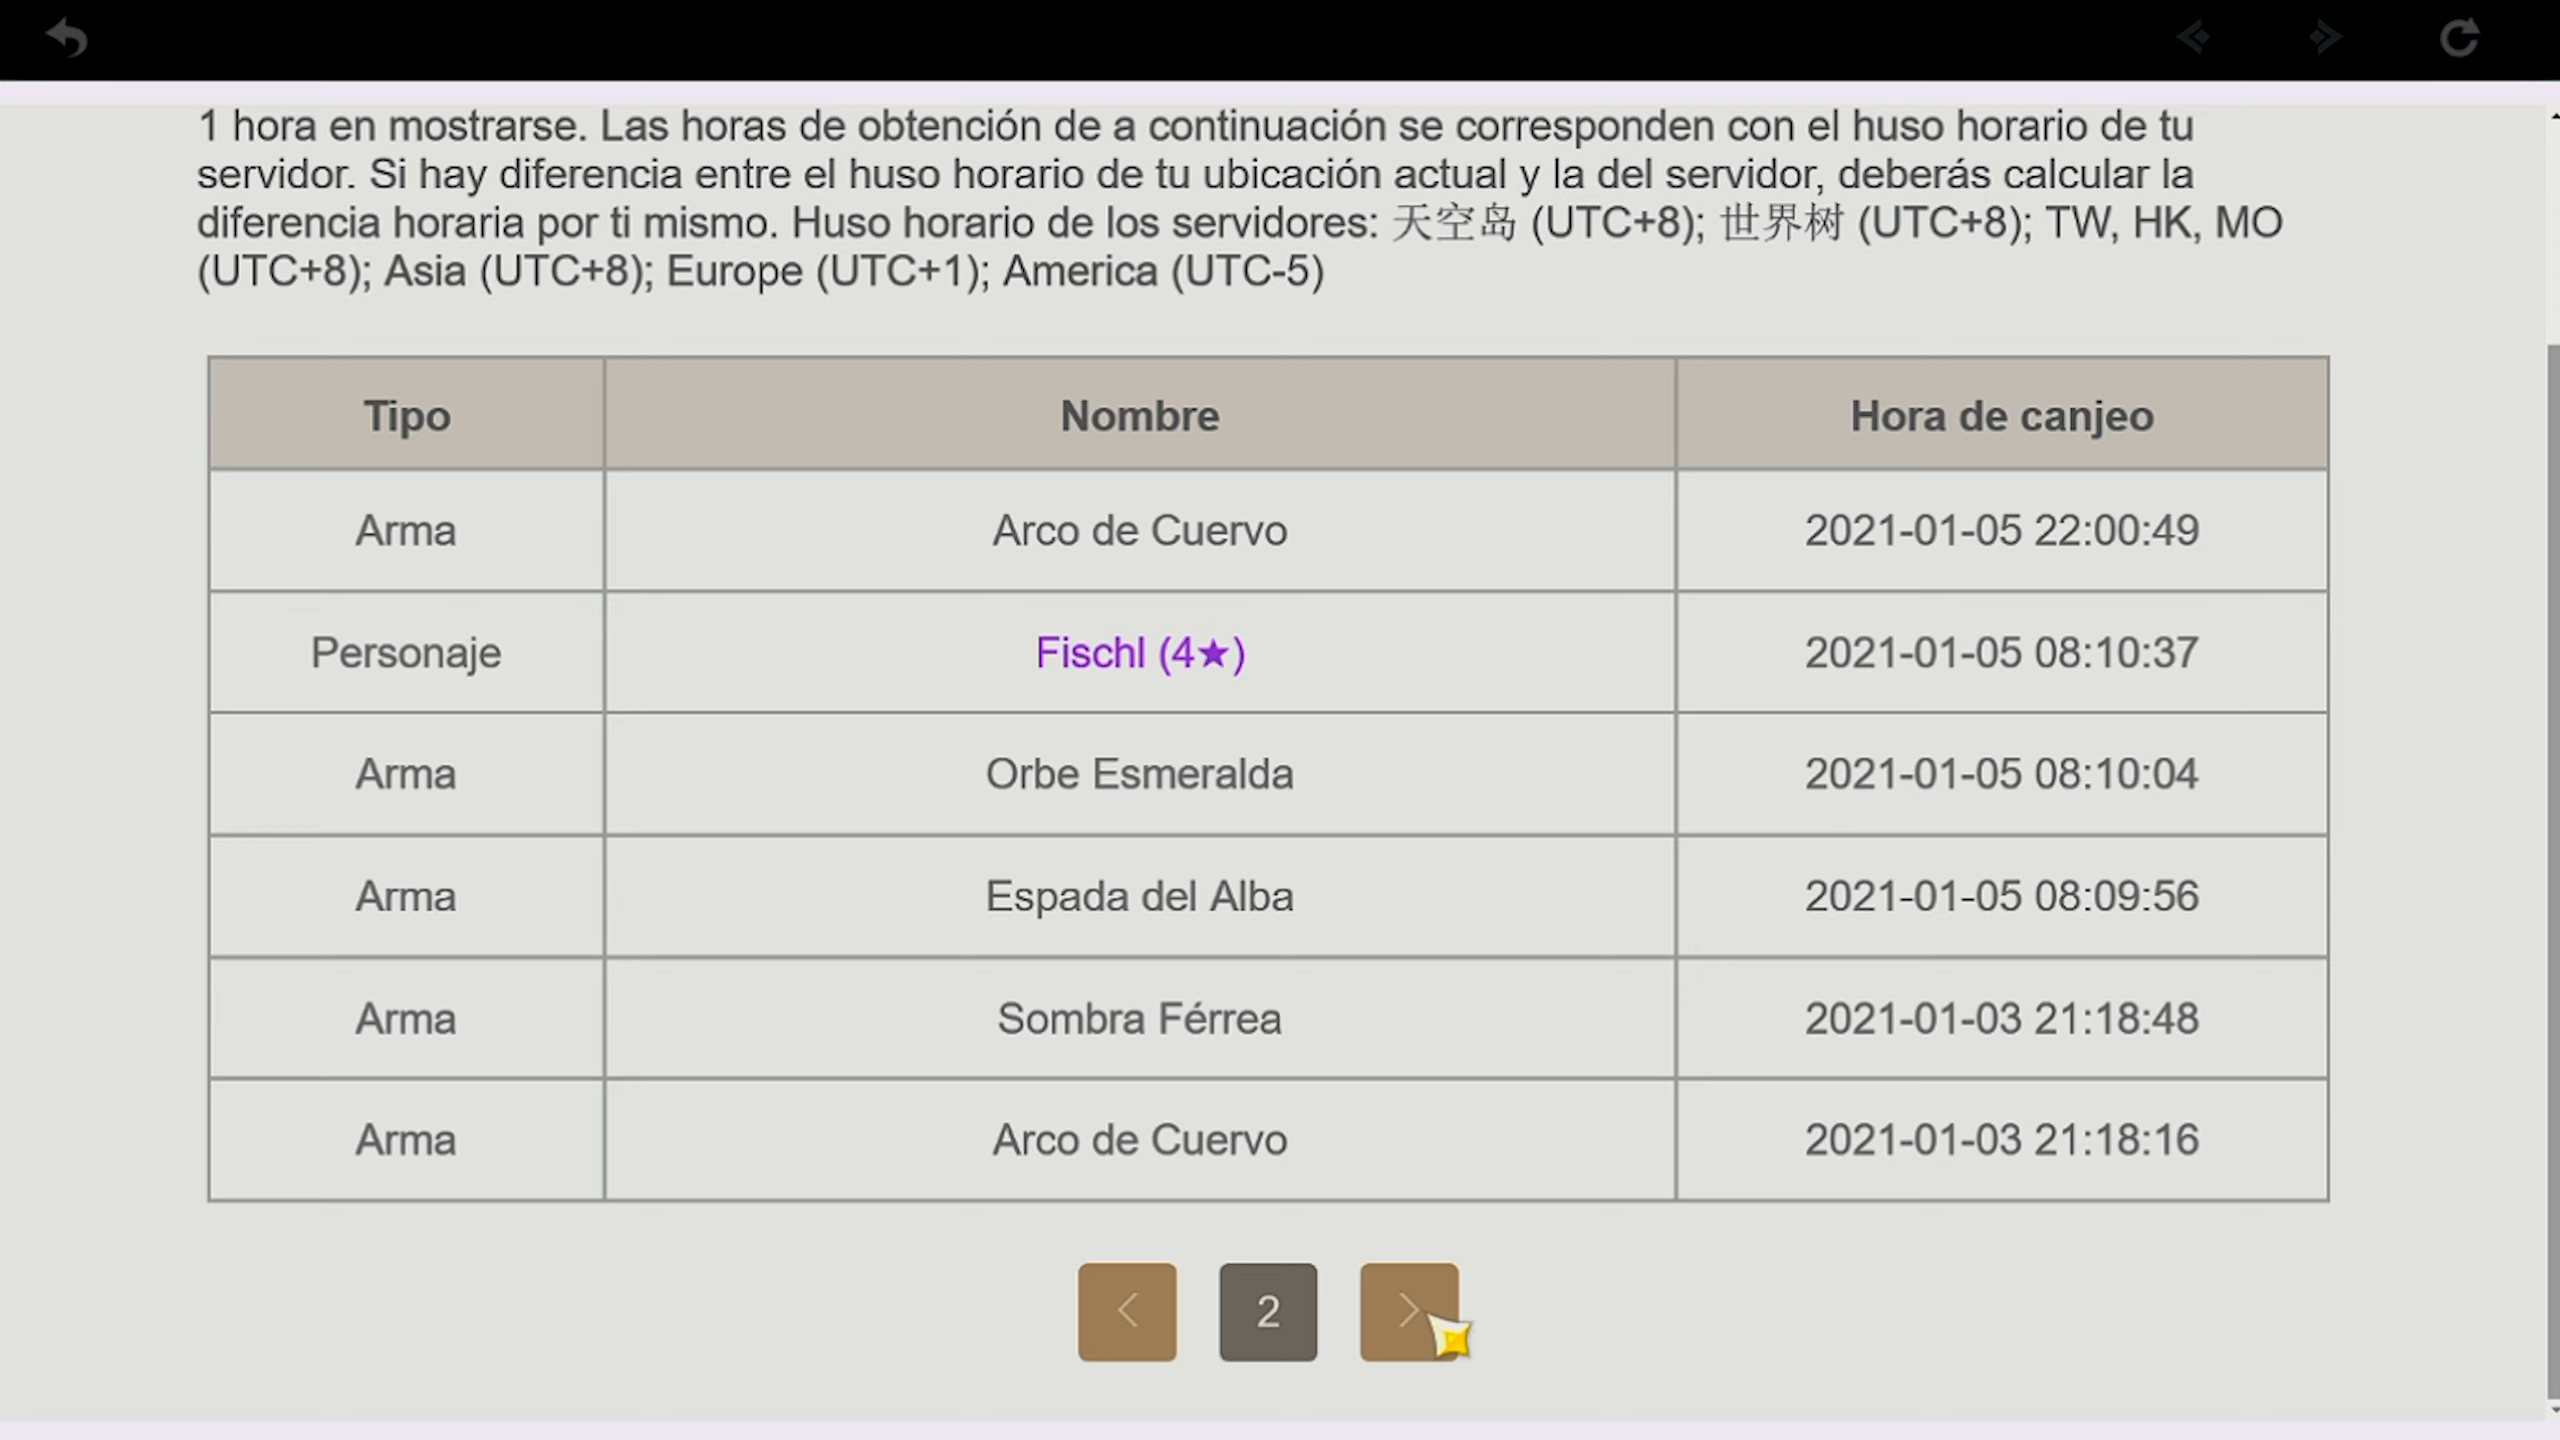 1 hora en mostrarse. Las horas de obtención de a continuación se corresponden con el huso horario de tu
servidor. Si hay diferencia entre el huso horario de tu ubicación actual y la del servidor, deberás calcular la
diferencia horaria por ti mismo. Huso horario de los servidores: 天空岛 (UTC+8); 世界树 (UTC+8); TW, HK, MO
(UTC+8); Asia (UTC+8); Europe (UTC+1); America (UTC-5)
Tipo Nombre Hora de canjeo
Arma Arco de Cuervo 2021-01-05 22:00:49
Personaje Fischl (4★) 2021-01-05 08:10:37
Arma Orbe Esmeralda 2021-01-05 08:10:04
Arma Espada del Alba 2021-01-05 08:09:56
Arma Sombra Férrea 2021-01-03 21:18:48
Arma Arco de Cuervo 2021-01-03 21:18:16
2